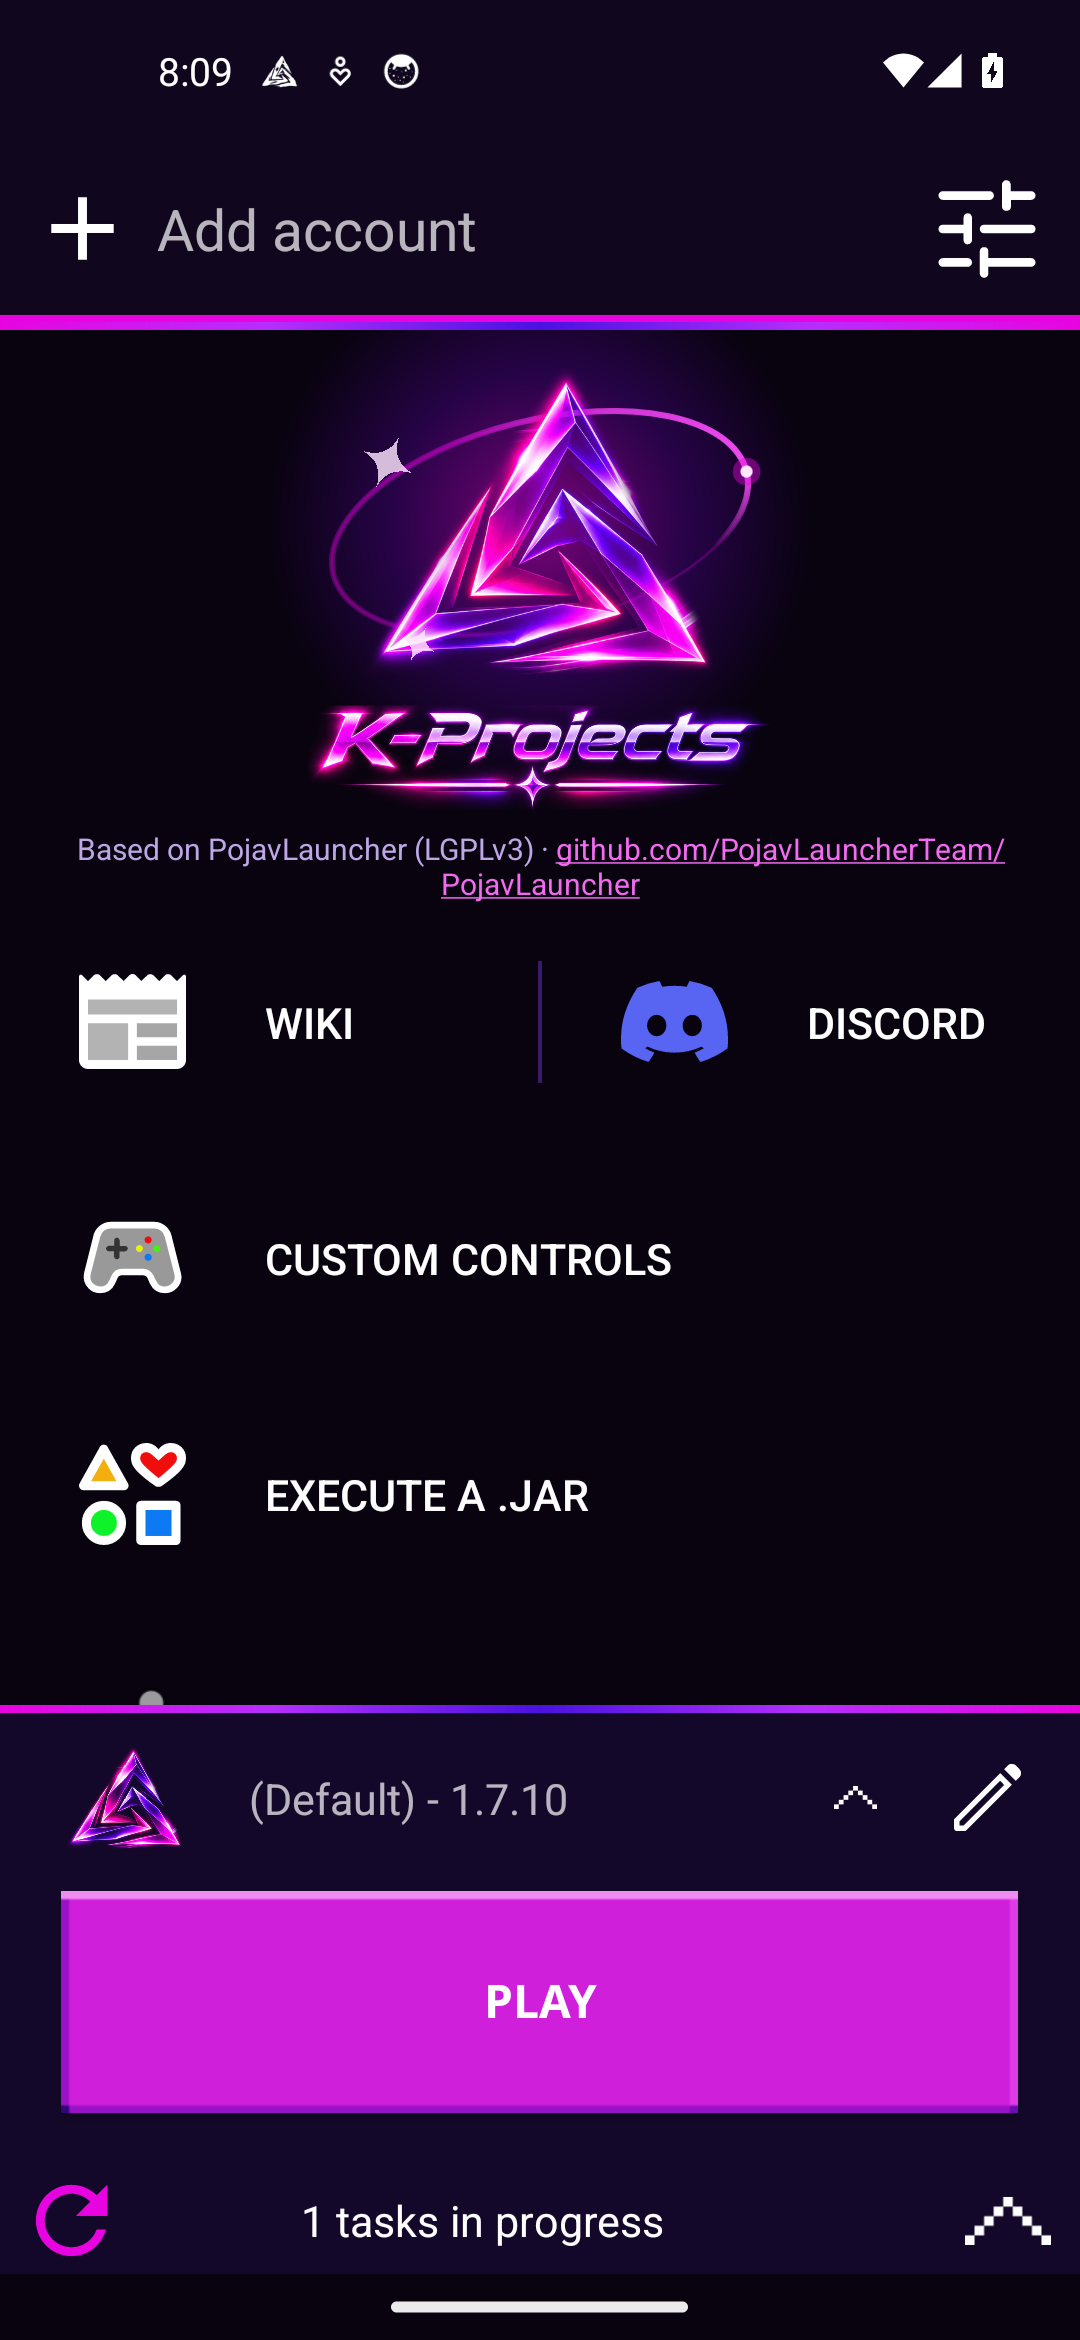 8:09
Add account
K-Projects
Based on PojavLauncher (LGPLv3) · github.com/PojavLauncherTeam/
PojavLauncher
WIKI
DISCORD
CUSTOM CONTROLS
EXECUTE A .JAR
(Default) - 1.7.10
PLAY
1 tasks in progress